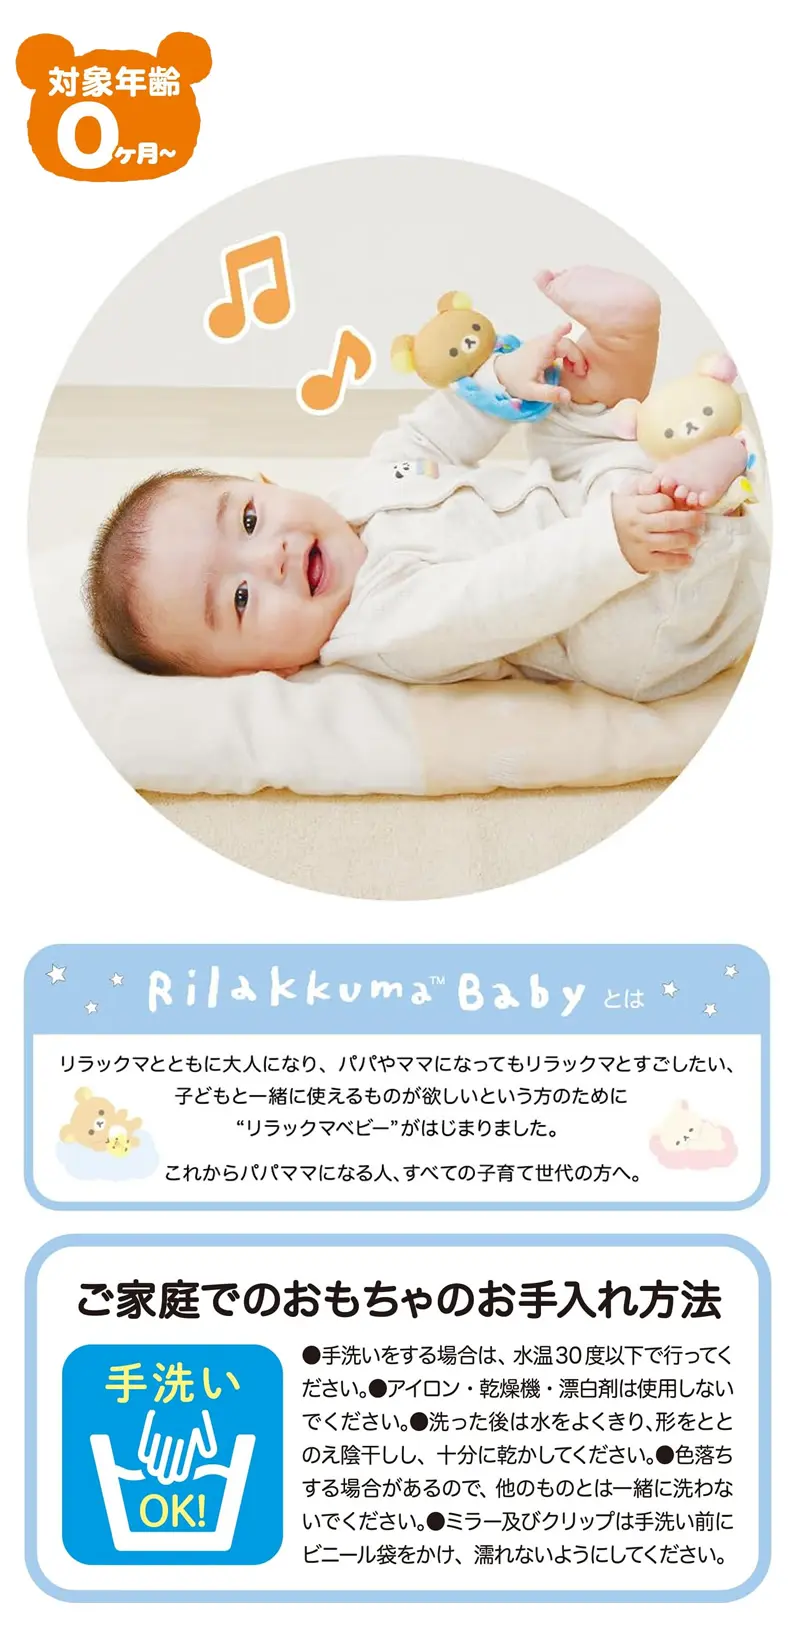 対象年齢
0ヶ月~
Rilakkuma™ Baby とは
リラックマとともに大人になり、パパやママになってもリラックマとすごしたい、
子どもと一緒に使えるものが欲しいという方のために
“リラックマベビー”がはじまりました。
これからパパママになる人、すべての子育て世代の方へ。
ご家庭でのおもちゃのお手入れ方法
手洗い
OK!
●手洗いをする場合は、水温30度以下で行ってく
ださい。●アイロン・乾燥機・漂白剤は使用しない
でください。●洗った後は水をよくきり、形をとと
のえ陰干しし、十分に乾かしてください。●色落ち
する場合があるので、他のものとは一緒に洗わな
いでください。●ミラー及びクリップは手洗い前に
ビニール袋をかけ、濡れないようにしてください。